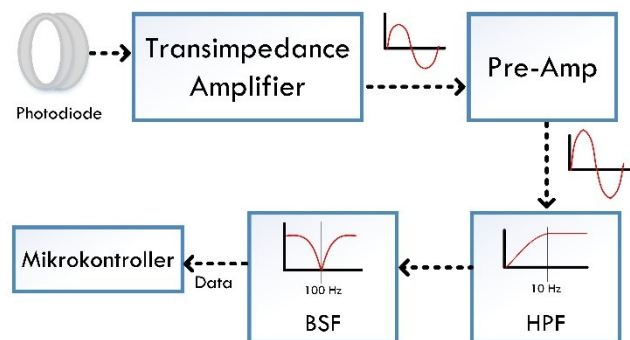 Photodiode
Transimpedance
Amplifier
Pre-Amp
10 Hz
HPF
100 Hz
BSF
Data
Mikrokontroller